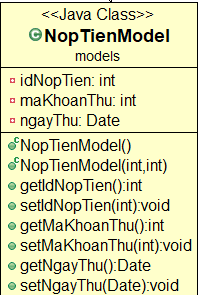 <<Java Class>>
NopTienModel
models
idNopTien: int
maKhoanThu: int
ngayThu: Date
NopTienModel()
NopTienModel(int,int)
getIdNopTien():int
setIdNopTien(int):void
getMaKhoanThu():int
setMaKhoanThu(int):void
getNgayThu():Date
setNgayThu(Date):void